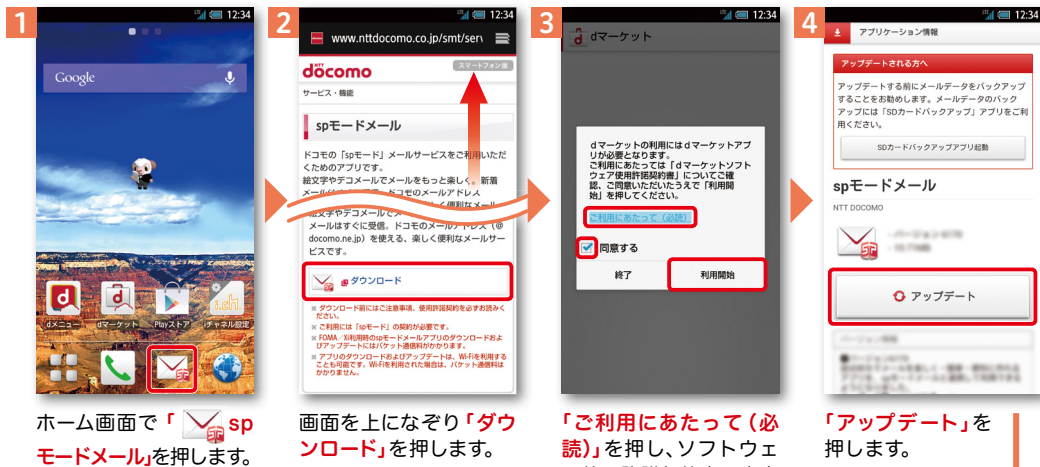 1
12:34
Google
dメニュー
dマーケット
Playストア
iチャネル設定
ホーム画面で「 sp
モードメール」を押します。
2
12:34
www.nttdocomo.co.jp/smt/serv
NTT
döcomo
スマートフォン版
サービス・機能
spモードメール
ドコモの「spモード」メールサービスをご利用いただ
くためのアプリです。
絵文字やデコメールでメールをもっと楽しく。新着
メールはすぐに受信。ドコモのメールアドレス（@
docomo.ne.jp）を使える、楽しく便利なメールサー
ビスです。
ダウンロード
※ ダウンロード前にはご注意事項、使用許諾契約を必ずお読みく
ださい。
※ ご利用には「spモード」の契約が必要です。
※ FOMA／Xi利用時のspモードメールアプリのダウンロードおよ
びアップデートにはパケット通信料がかかります。
※ アプリのダウンロードおよびアップデートは、Wi-Fiを利用する
ことも可能です。Wi-Fiを利用された場合は、パケット通信料は
かかりません。
画面を上になぞり「ダウ
ンロード」を押します。
3
12:34
dマーケット
dマーケットの利用にはdマーケットアプ
リが必要となります。
ご利用にあたっては「dマーケットソフト
ウェア使用許諾契約書」についてご確
認、ご同意いただいたうえで「利用開
始」を押してください。
ご利用にあたって（必読）
同意する
終了
利用開始
「ご利用にあたって（必
読）」を押し、ソフトウェ
4
12:34
アプリケーション情報
アップデートされる方へ
アップデートする前にメールデータをバックアップ
することをお勧めします。メールデータのバック
アップには「SDカードバックアップ」アプリをご利
用ください。
SDカードバックアップアプリ起動
spモードメール
NTT DOCOMO
アップデート
「アップデート」を
押します。